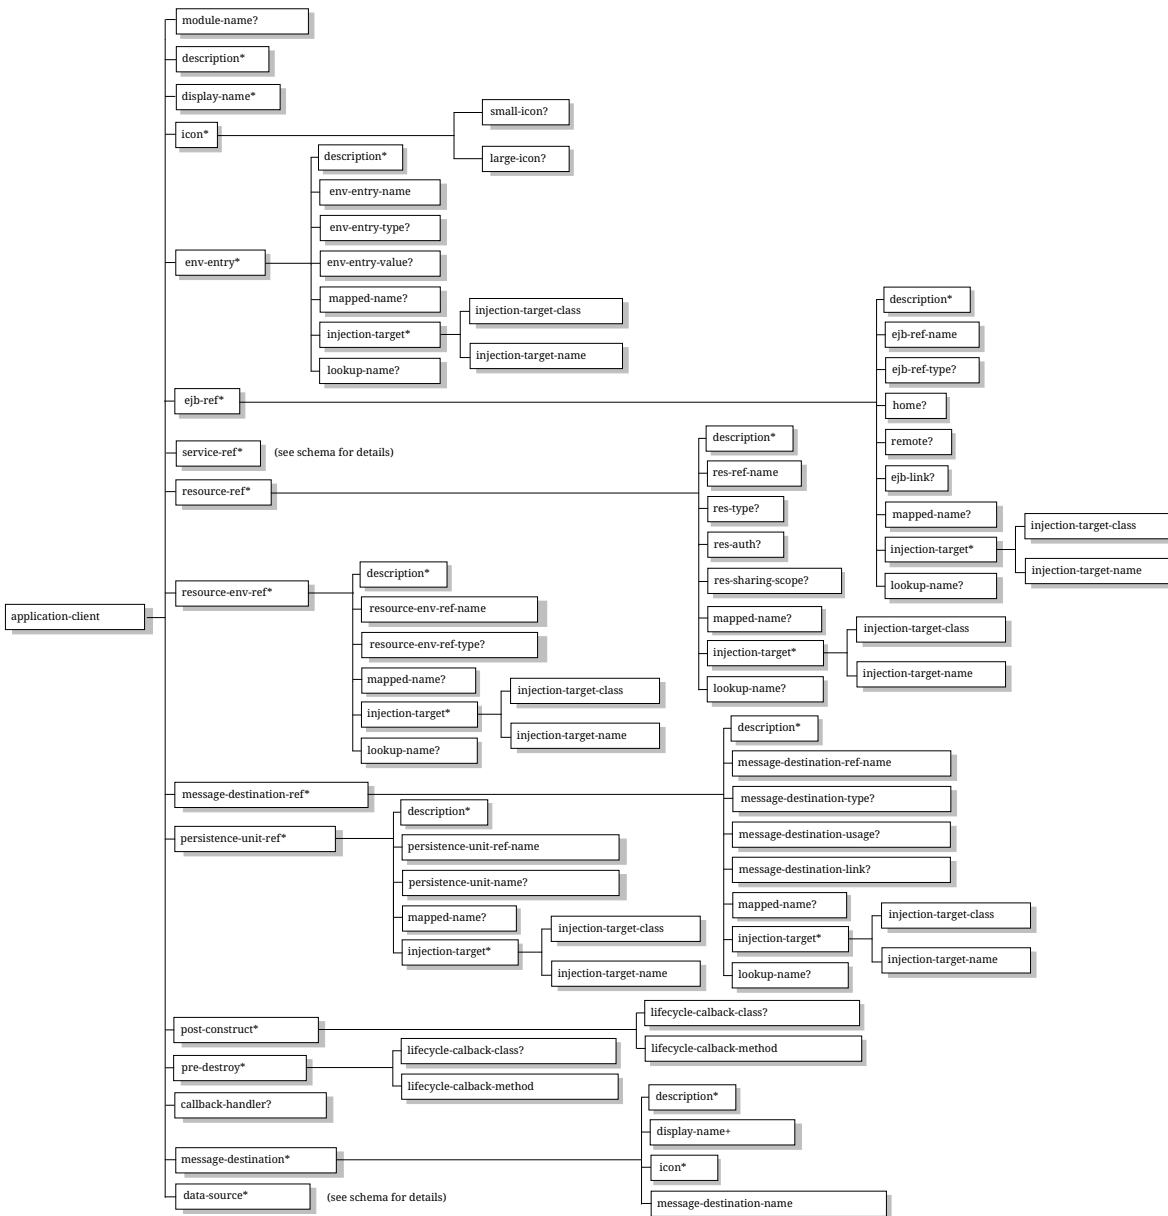 module-name?
description*
display-name*
icon*
small-icon?
large-icon?
env-entry*
description*
env-entry-name
env-entry-type?
env-entry-value?
mapped-name?
injection-target*
injection-target-class
injection-target-name
lookup-name?
ejb-ref*
description*
ejb-ref-name
ejb-ref-type?
home?
remote?
ejb-link?
mapped-name?
injection-target*
injection-target-class
injection-target-name
lookup-name?
service-ref* (see schema for details)
resource-ref*
description*
res-ref-name
res-type?
res-auth?
res-sharing-scope?
mapped-name?
injection-target*
injection-target-class
injection-target-name
lookup-name?
application-client
resource-env-ref*
description*
resource-env-ref-name
resource-env-ref-type?
mapped-name?
injection-target*
injection-target-class
injection-target-name
lookup-name?
message-destination-ref*
description*
message-destination-ref-name
message-destination-type?
message-destination-usage?
message-destination-link?
mapped-name?
injection-target*
injection-target-class
injection-target-name
lookup-name?
persistence-unit-ref*
description*
persistence-unit-ref-name
persistence-unit-name?
mapped-name?
injection-target*
injection-target-class
injection-target-name
post-construct*
lifecycle-calback-class?
lifecycle-calback-method
pre-destroy*
lifecycle-calback-class?
lifecycle-calback-method
callback-handler?
message-destination*
description*
display-name+
icon*
message-destination-name
data-source* (see schema for details)